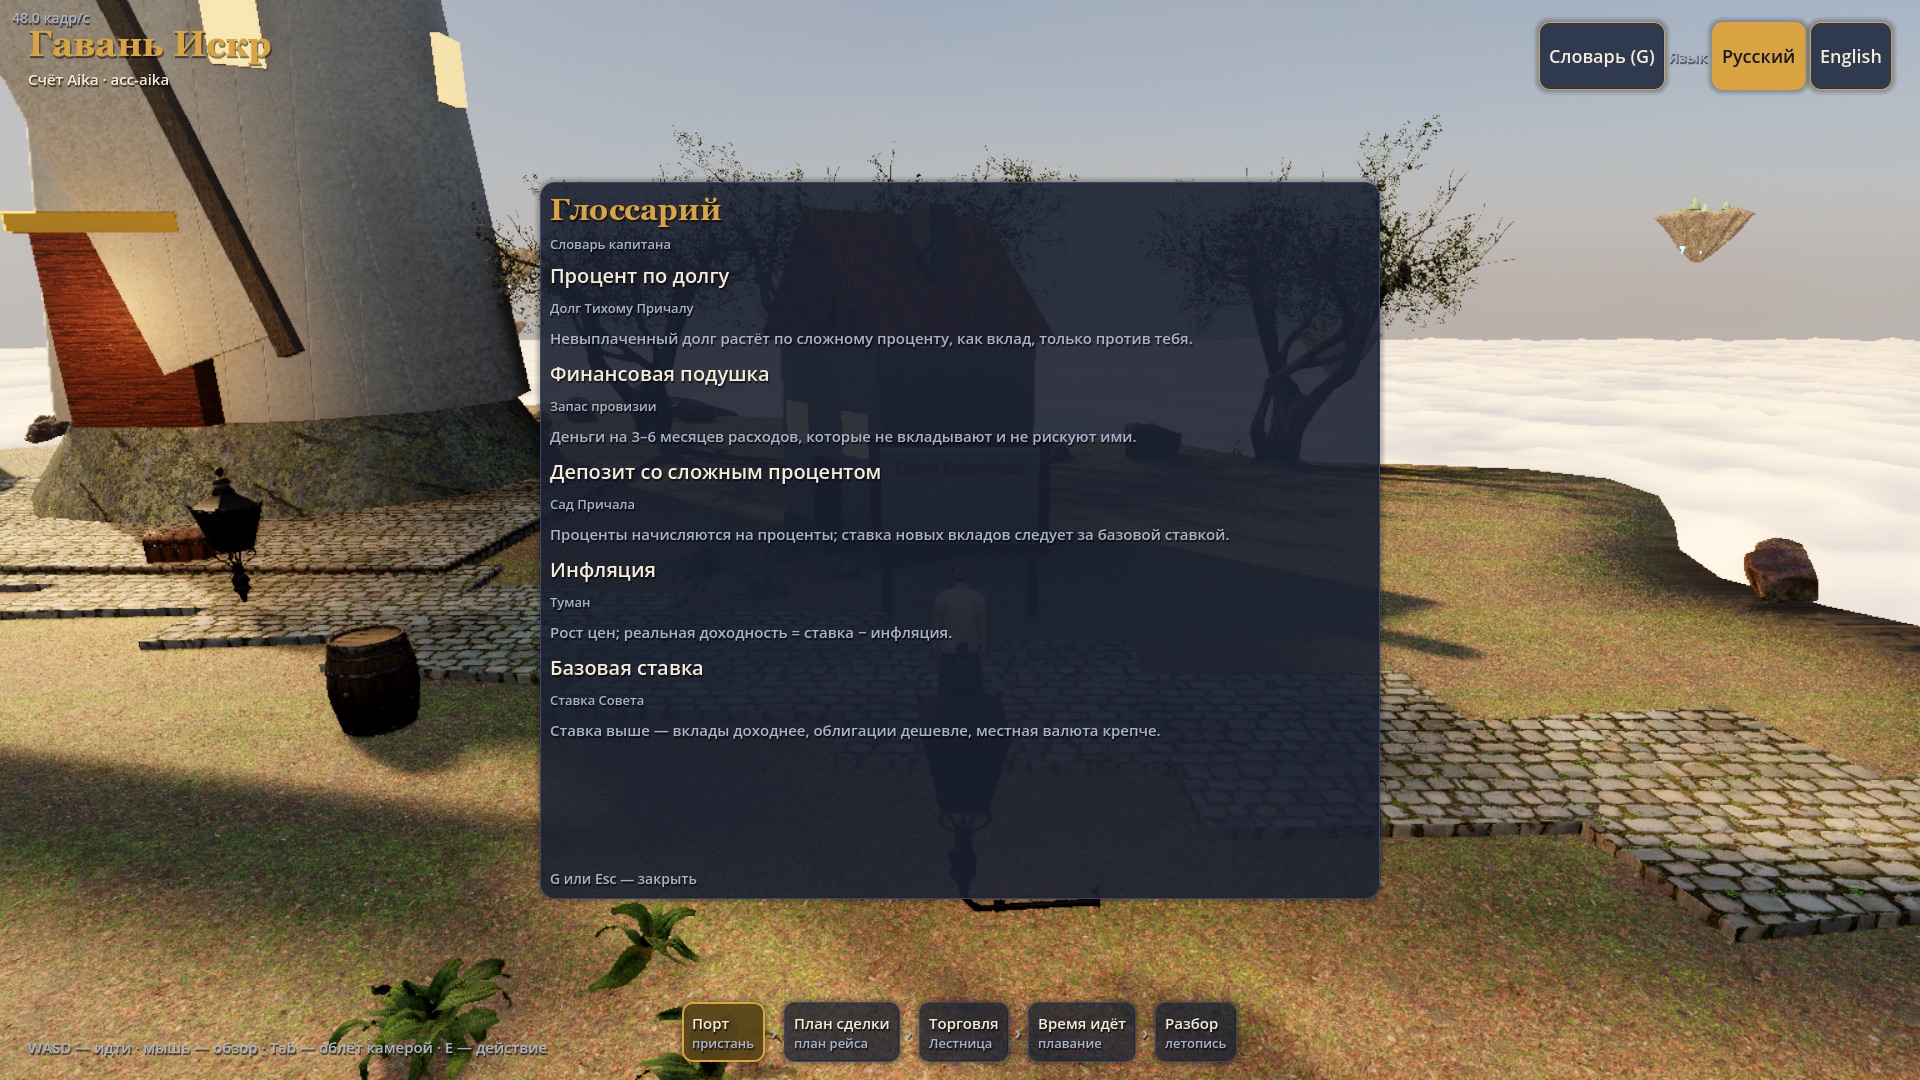 48.0 кадр/с
Гавань Искр
Счёт Aika · acc-aika
Словарь (G)
Язык
Русский
English
Глоссарий
Словарь капитана
Процент по долгу
Долг Тихому Причалу
Невыплаченный долг растёт по сложному проценту, как вклад, только против тебя.
Финансовая подушка
Запас провизии
Деньги на 3–6 месяцев расходов, которые не вкладывают и не рискуют ими.
Депозит со сложным процентом
Сад Причала
Проценты начисляются на проценты; ставка новых вкладов следует за базовой ставкой.
Инфляция
Туман
Рост цен; реальная доходность = ставка − инфляция.
Базовая ставка
Ставка Совета
Ставка выше — вклады доходнее, облигации дешевле, местная валюта крепче.
G или Esc — закрыть
WASD — идти · мышь — обзор · Tab — облёт камерой · E — действие
Порт
пристань
›
План сделки
план рейса
›
Торговля
Лестница
›
Время идёт
плавание
›
Разбор
летопись